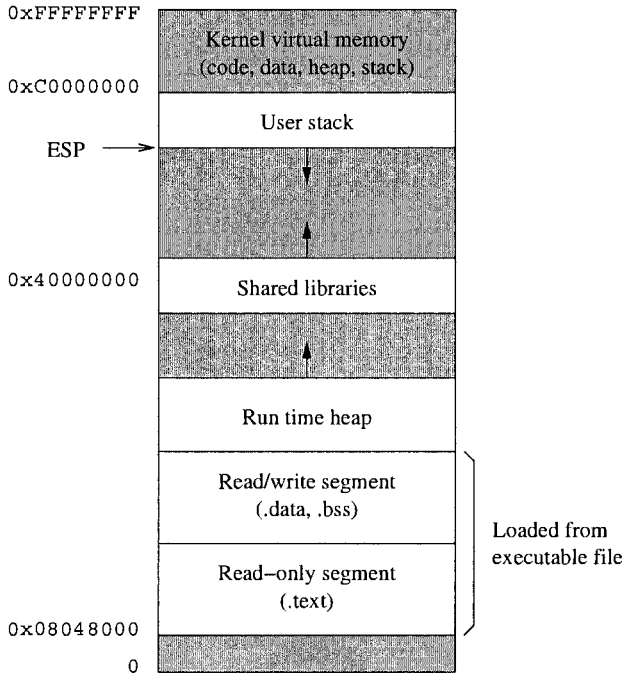 0xFFFFFFFF
Kernel virtual memory
(code, data, heap, stack)
0xC0000000
User stack
ESP
0x40000000
Shared libraries
Run time heap
Read/write segment
(.data, .bss)
Loaded from
executable file
Read-only segment
(.text)
0x08048000
0